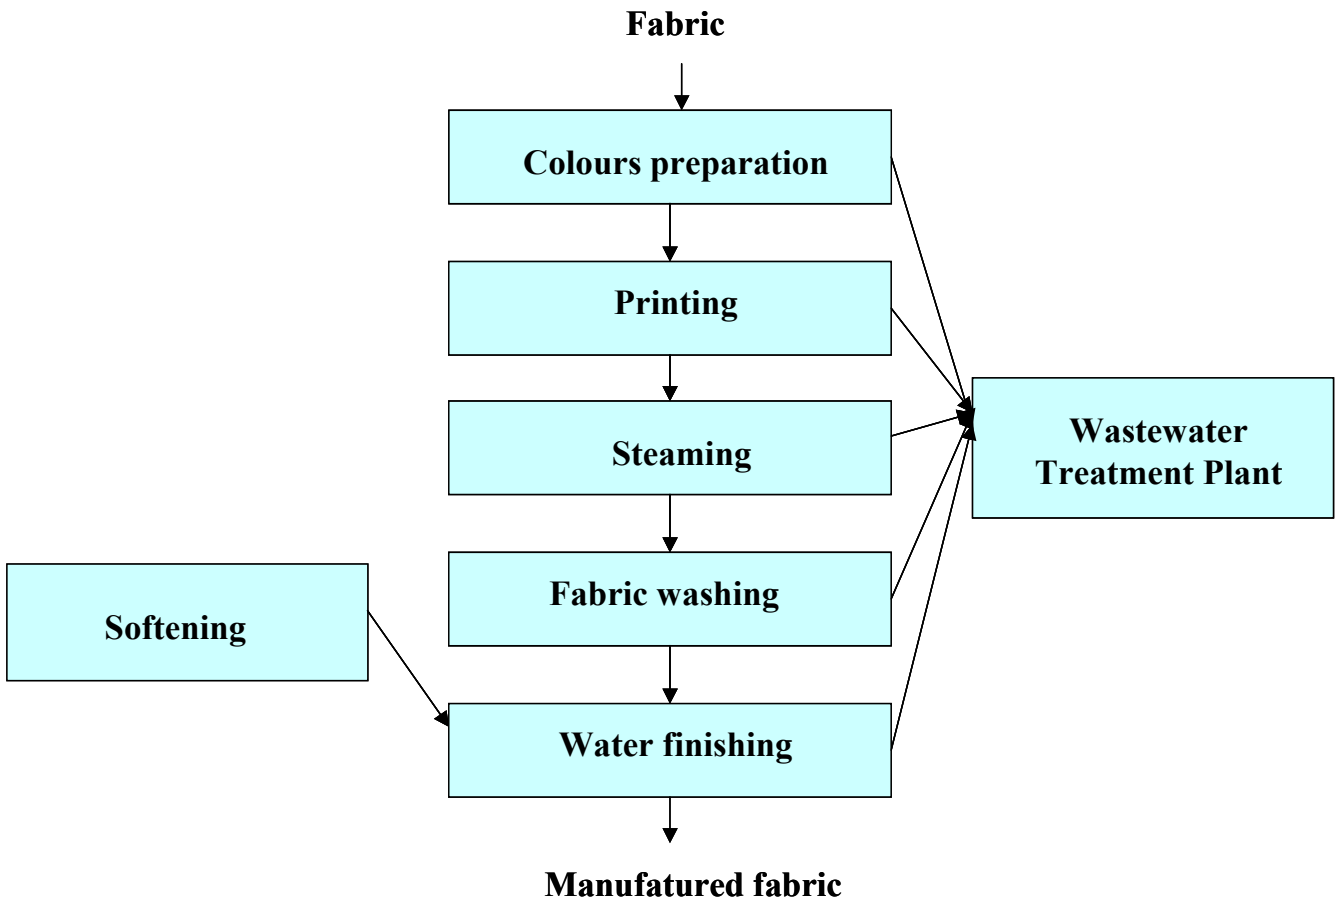 Fabric
Colours preparation
Printing
Steaming
Wastewater
Treatment Plant
Fabric washing
Softening
Water finishing
Manufatured fabric